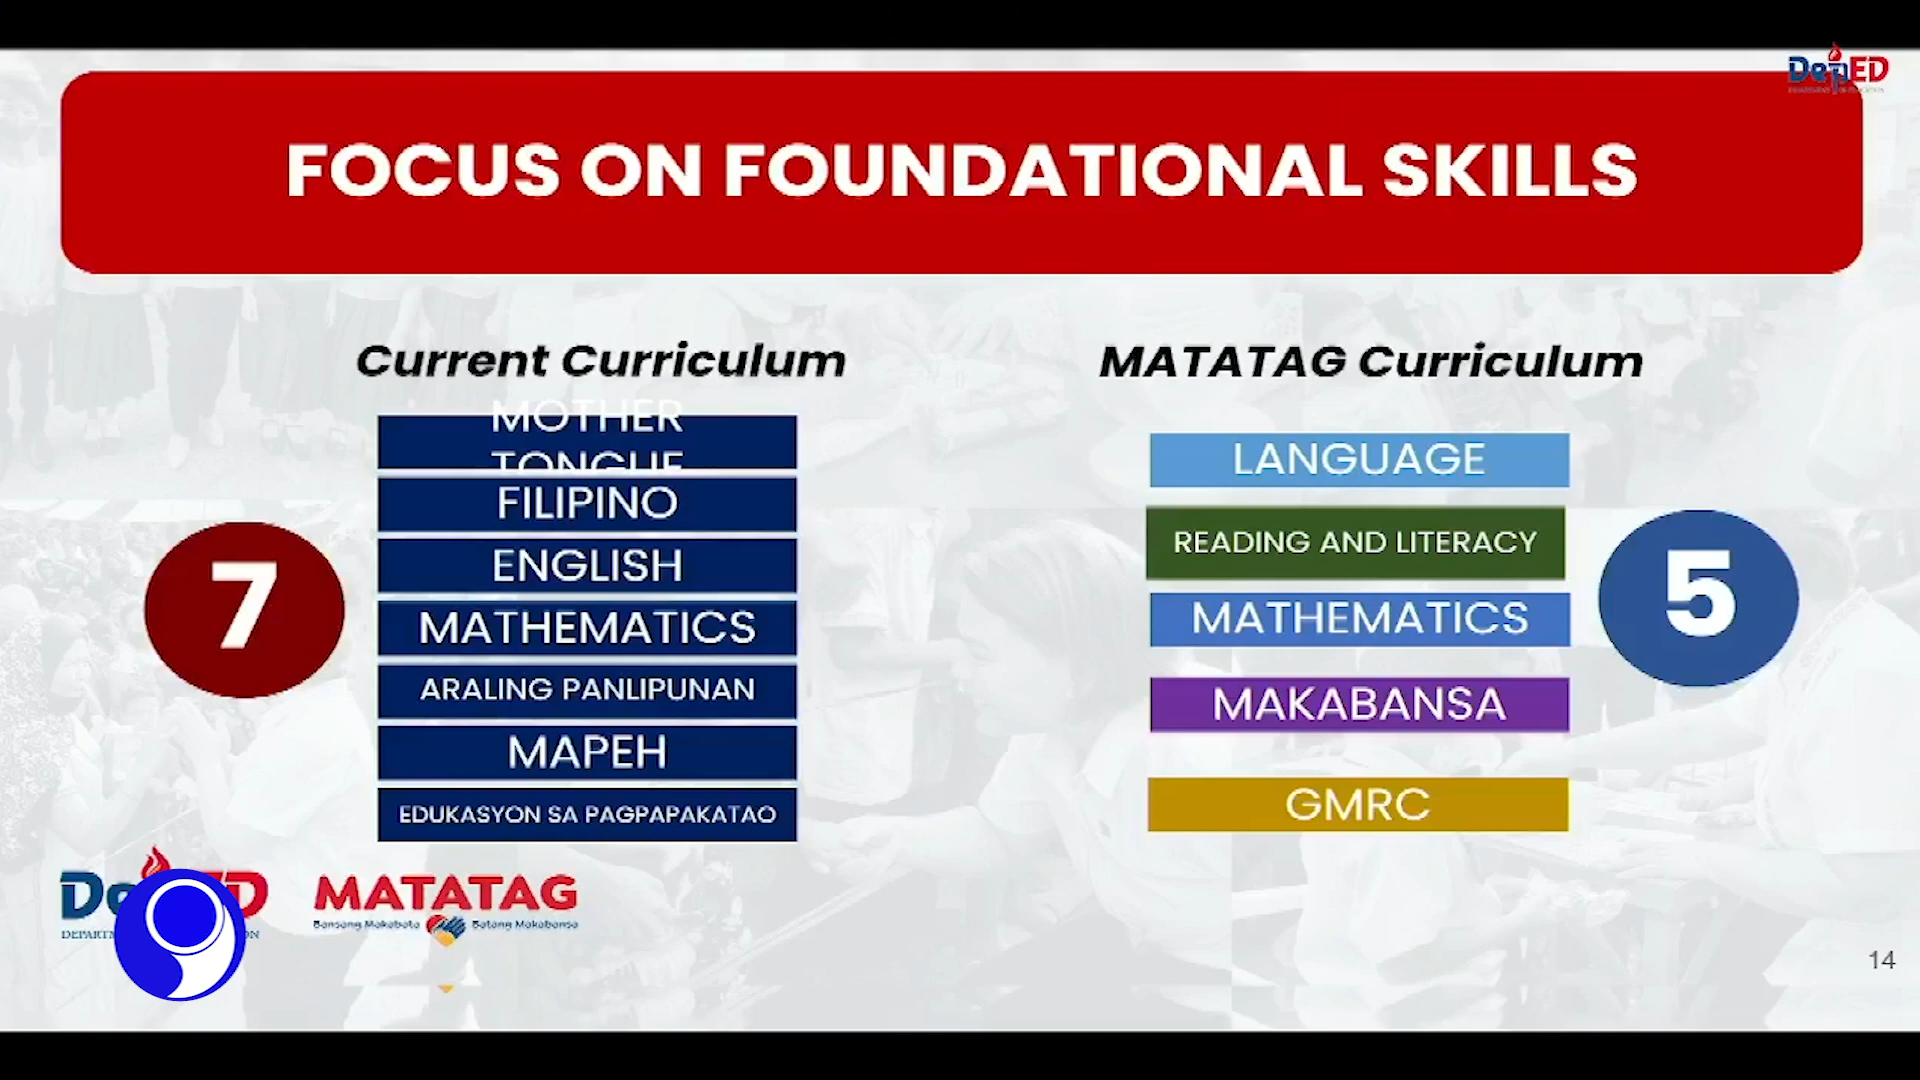 DepED
FOCUS ON FOUNDATIONAL SKILLS
Current Curriculum
MOTHER
TONGUE
FILIPINO
ENGLISH
MATHEMATICS
ARALING PANLIPUNAN
MAPEH
EDUKASYON SA PAGPAPAKATAO
7
MATATAG Curriculum
LANGUAGE
READING AND LITERACY
MATHEMATICS
MAKABANSA
GMRC
5
MATATAG
Bansang Makabata Batang Makabansa
14